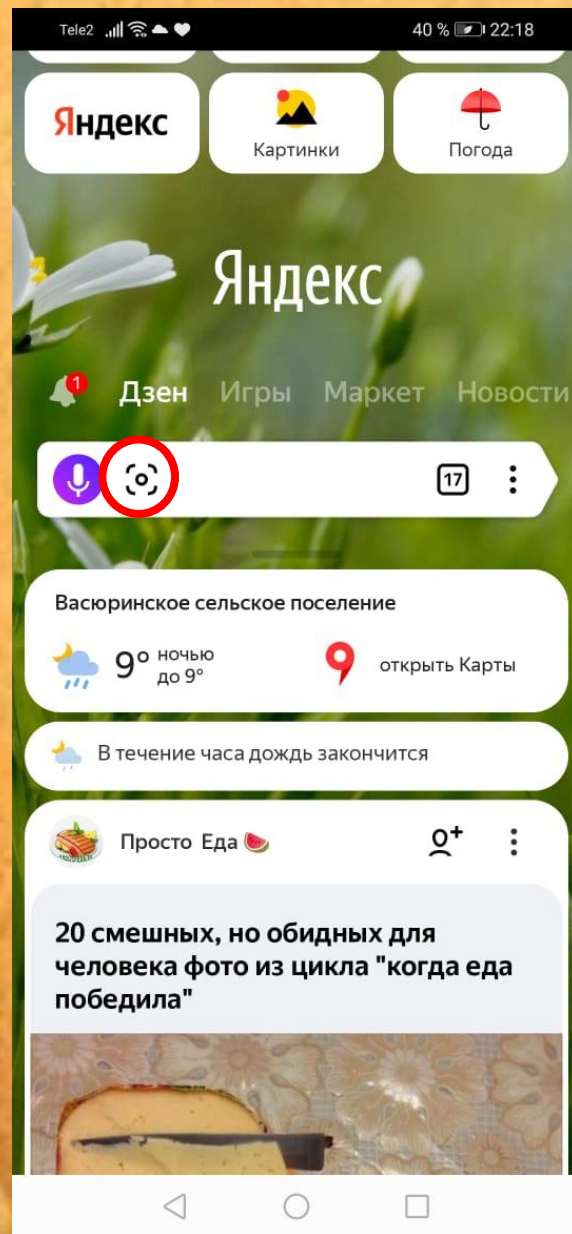 Tele2 40 % 22:18
Яндекс
Картинки
Погода
Яндекс
1
Дзен Игры Маркет Новости
17
Васюринское сельское поселение
9° ночью
до 9°
открыть Карты
В течение часа дождь закончится
Просто Еда
20 смешных, но обидных для
человека фото из цикла "когда еда
победила"